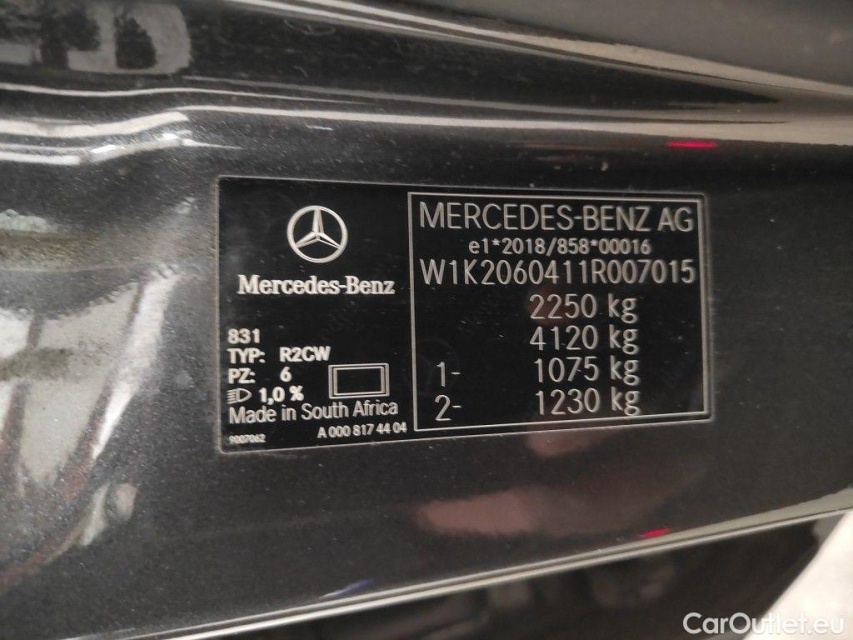 Mercedes-Benz
831
TYP: R2CW
PZ: 6
1,0 %
Made in South Africa
9007062
A 000 817 44 04
MERCEDES-BENZ AG
e1*2018/858*00016
W1K2060411R007015
2250 kg
4120 kg
1- 1075 kg
2- 1230 kg
CarOutlet.eu